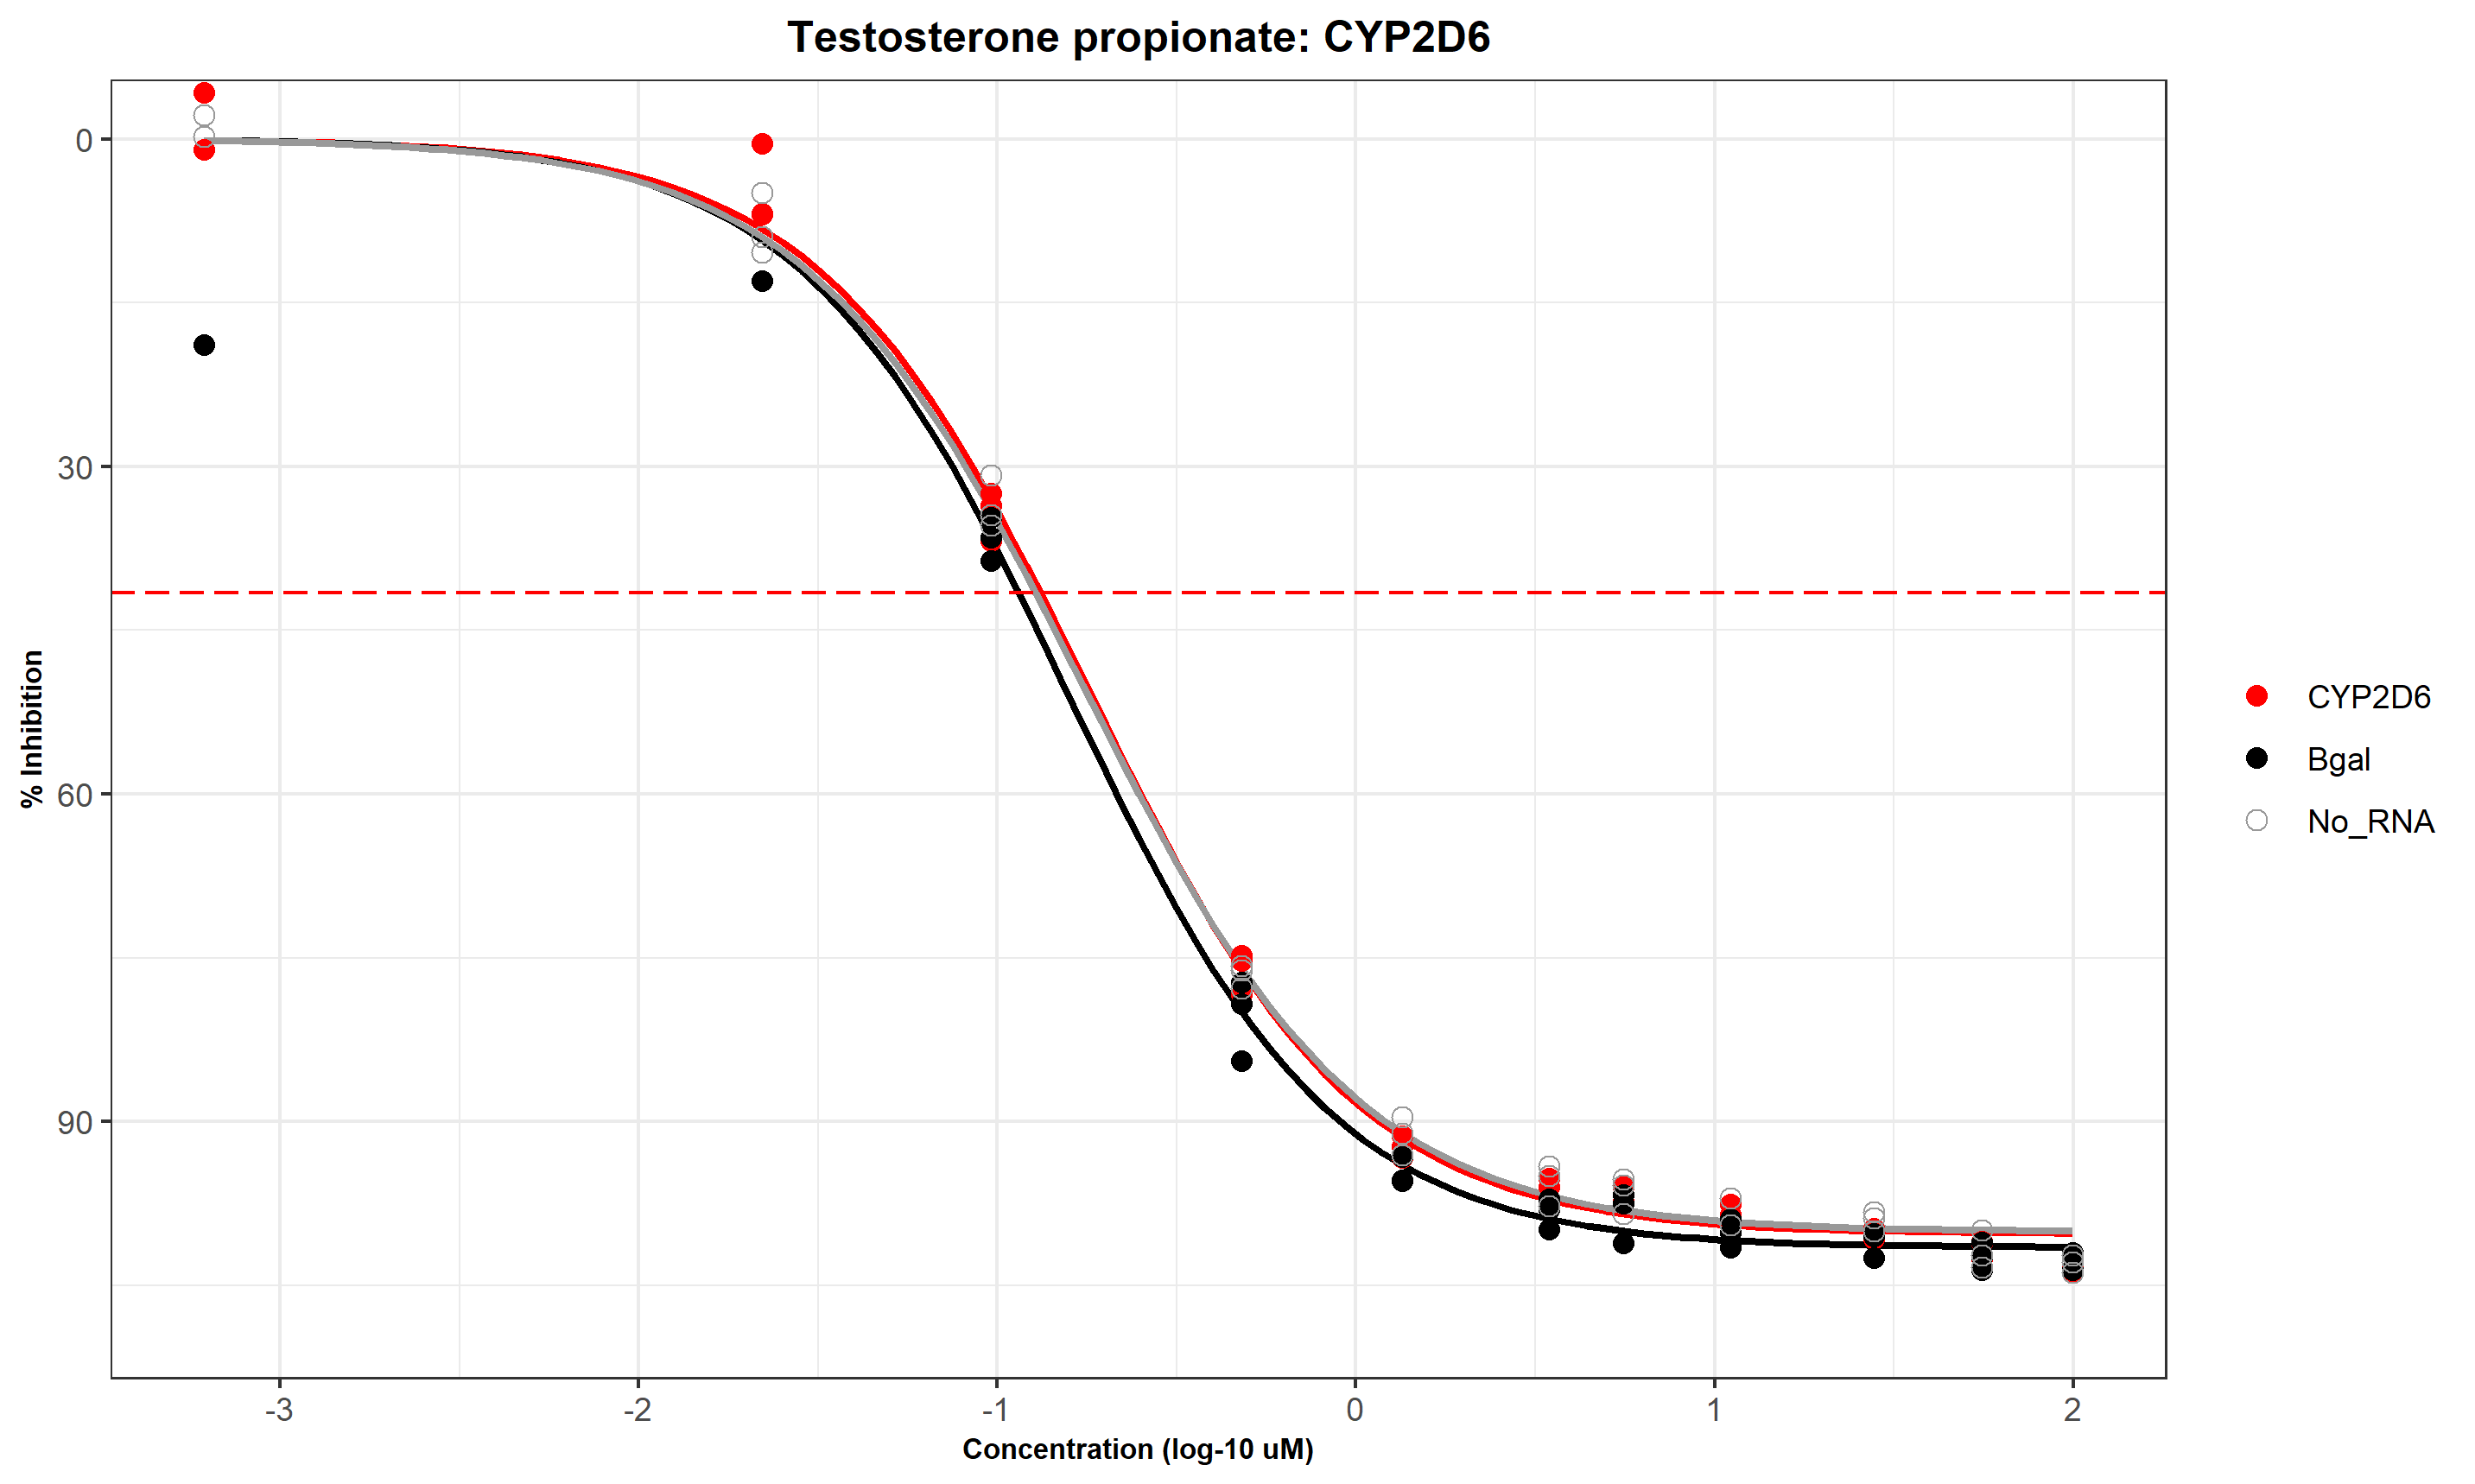 Testosterone propionate: CYP2D6
0
30
60
90
% Inhibition
-3
-2
-1
0
1
2
Concentration (log-10 uM)
CYP2D6
Bgal
No_RNA